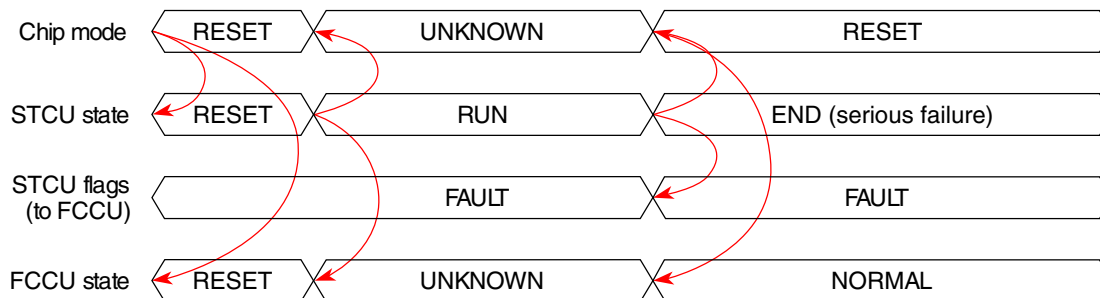 Chip mode RESET UNKNOWN RESET
STCU state RESET RUN END (serious failure)
STCU flags
(to FCCU) FAULT FAULT
FCCU state RESET UNKNOWN NORMAL